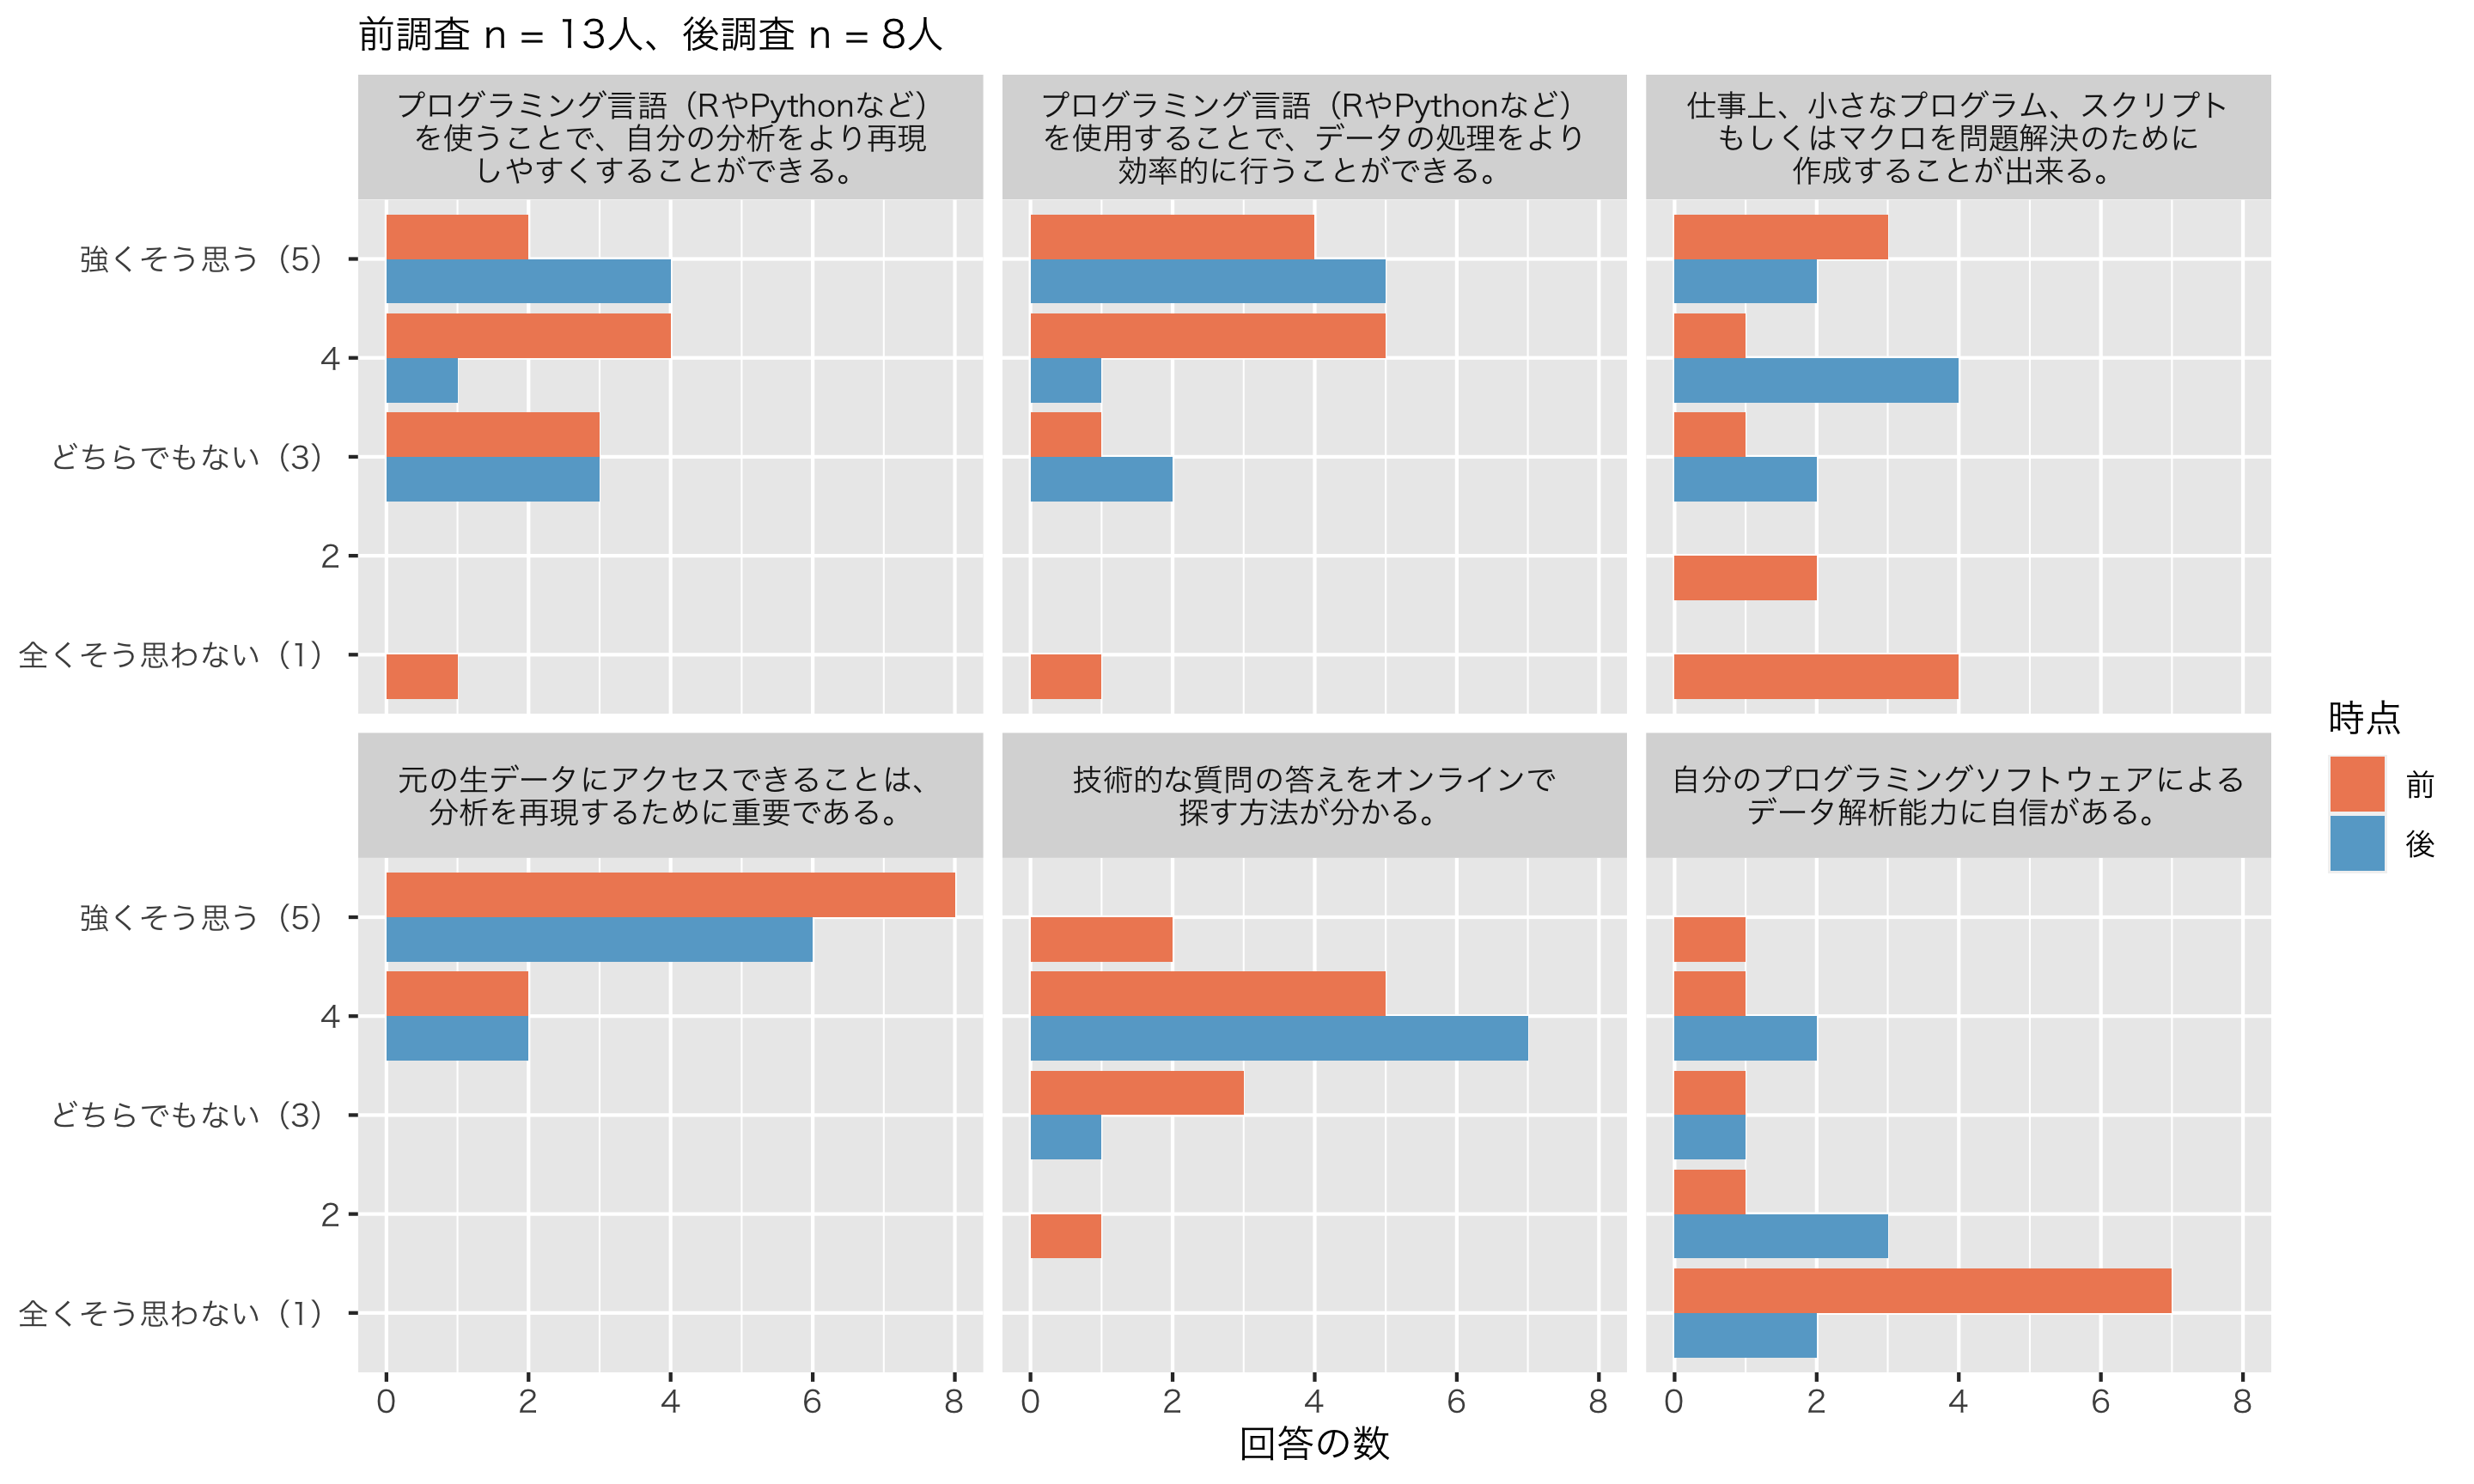 前調査 n = 13人、後調査 n = 8人
プログラミング言語（RやPythonなど）
を使うことで、自分の分析をより再現
しやすくすることができる。
プログラミング言語（RやPythonなど）
を使用することで、データの処理をより
効率的に行うことができる。
仕事上、小さなプログラム、スクリプト
もしくはマクロを問題解決のために
作成することが出来る。
強くそう思う（5）
4
どちらでもない（3）
2
全くそう思わない（1）
元の生データにアクセスできることは、
分析を再現するために重要である。
技術的な質問の答えをオンラインで
探す方法が分かる。
自分のプログラミングソフトウェアによる
データ解析能力に自信がある。
強くそう思う（5）
4
どちらでもない（3）
2
全くそう思わない（1）
0 2 4 6 8
0 2 4 6 8
0 2 4 6 8
回答の数
時点
前
後